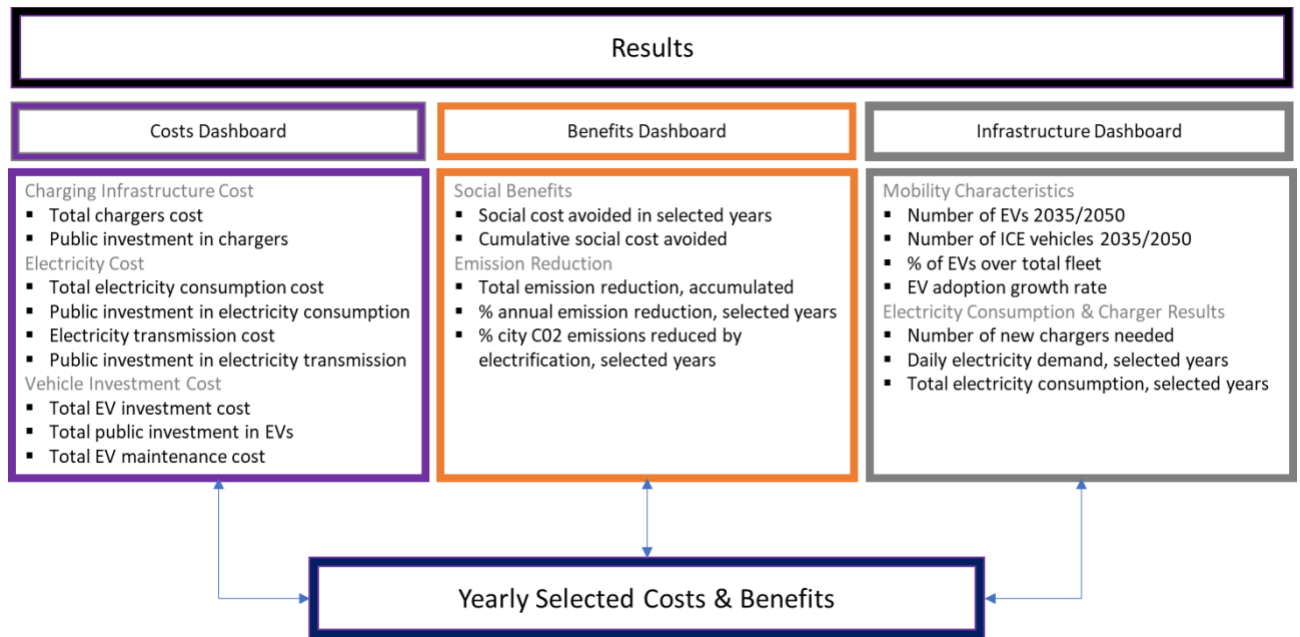 Results
Costs Dashboard
Charging Infrastructure Cost
▪ Total chargers cost
▪ Public investment in chargers
Electricity Cost
▪ Total electricity consumption cost
▪ Public investment in electricity consumption
▪ Electricity transmission cost
▪ Public investment in electricity transmission
Vehicle Investment Cost
▪ Total EV investment cost
▪ Total public investment in EVs
▪ Total EV maintenance cost
Benefits Dashboard
Social Benefits
▪ Social cost avoided in selected years
▪ Cumulative social cost avoided
Emission Reduction
▪ Total emission reduction, accumulated
▪ % annual emission reduction, selected years
▪ % city C02 emissions reduced by
electrification, selected years
Infrastructure Dashboard
Mobility Characteristics
▪ Number of EVs 2035/2050
▪ Number of ICE vehicles 2035/2050
▪ % of EVs over total fleet
▪ EV adoption growth rate
Electricity Consumption & Charger Results
▪ Number of new chargers needed
▪ Daily electricity demand, selected years
▪ Total electricity consumption, selected years
Yearly Selected Costs & Benefits